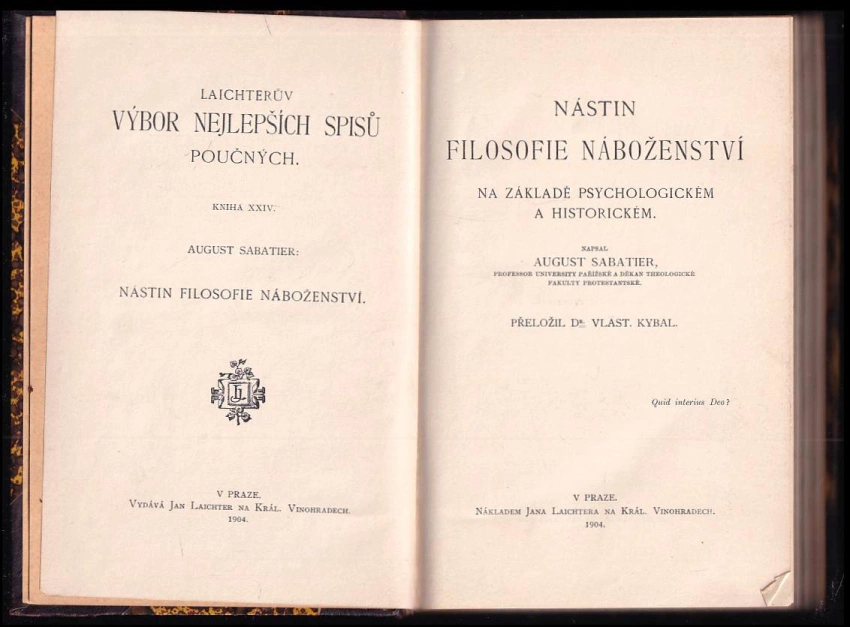 LAICHTERŮV
VÝBOR NEJLEPŠÍCH SPISŮ
POUČNÝCH.
KNIHA XXIV.
AUGUST SABATIER:
NÁSTIN FILOSOFIE NÁBOŽENSTVÍ.
JL
V PRAZE.
VYDÁVÁ JAN LAICHTER NA KRÁL. VINOHRADECH.
1904.
NÁSTIN
FILOSOFIE NÁBOŽENSTVÍ
NA ZÁKLADĚ PSYCHOLOGICKÉM
A HISTORICKÉM.
NAPSAL
AUGUST SABATIER,
PROFESSOR UNIVERSITY PAŘÍŽSKÉ A DĚKAN THEOLOGICKÉ
FAKULTY PROTESTANTSKÉ.
PŘELOŽIL DR. VLAST. KYBAL.
Quid interius Deo?
V PRAZE.
NÁKLADEM JANA LAICHTERA NA KRÁL. VINOHRADECH.
1904.